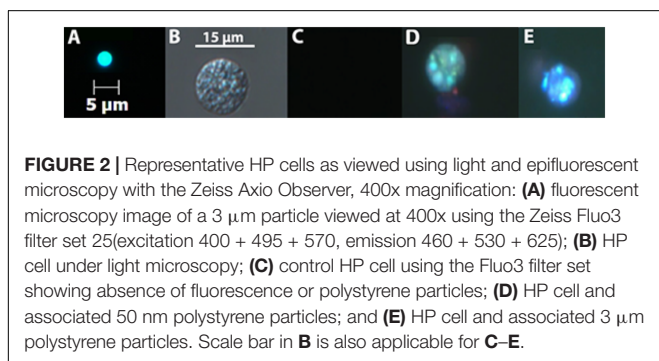 A B 15 µm C D E
5 µm
FIGURE 2 | Representative HP cells as viewed using light and epifluorescent
microscopy with the Zeiss Axio Observer, 400x magnification: (A) fluorescent
microscopy image of a 3 µm particle viewed at 400x using the Zeiss Fluo3
filter set 25(excitation 400 + 495 + 570, emission 460 + 530 + 625); (B) HP
cell under light microscopy; (C) control HP cell using the Fluo3 filter set
showing absence of fluorescence or polystyrene particles; (D) HP cell and
associated 50 nm polystyrene particles; and (E) HP cell and associated 3 µm
polystyrene particles. Scale bar in B is also applicable for C–E.